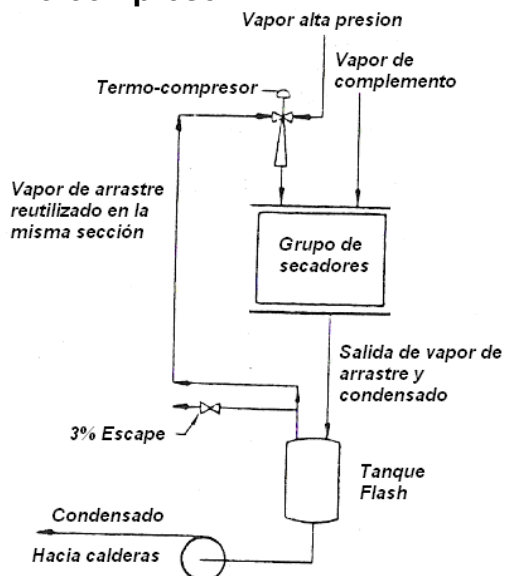 Vapor alta presion
Vapor de
complemento
Termo-compresor
Vapor de arrastre
reutilizado en la
misma sección
Grupo de
secadores
Salida de vapor de
arrastre y
condensado
3% Escape
Tanque
Flash
Condensado
Hacia calderas